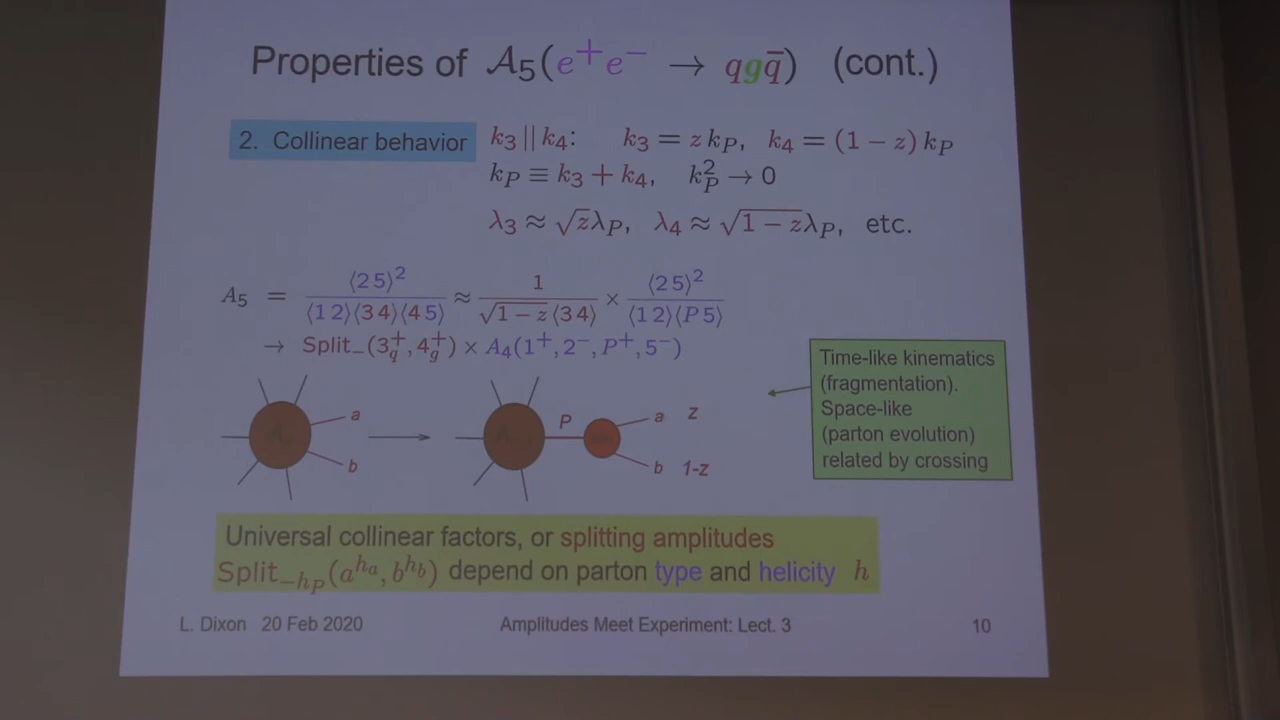 Properties of 𝒜₅(e⁺e⁻ → qgq̄) (cont.)
2. Collinear behavior
k₃ || k₄: k₃ = z k_P, k₄ = (1 − z) k_P
k_P ≡ k₃ + k₄, k_P² → 0
λ₃ ≈ √z λ_P, λ₄ ≈ √(1 − z) λ_P, etc.
A₅ = ⟨2 5⟩² / (⟨1 2⟩⟨3 4⟩⟨4 5⟩) ≈ 1 / (√(1 − z) ⟨3 4⟩) × ⟨2 5⟩² / (⟨1 2⟩⟨P 5⟩)
→ Split₋(3_q⁺, 4_g⁺) × A₄(1⁺, 2⁻, P⁺, 5⁻)
a
b
P
a z
b 1-z
Time-like kinematics
(fragmentation).
Space-like
(parton evolution)
related by crossing
Universal collinear factors, or splitting amplitudes
Split_{−h_P}(a^{h_a}, b^{h_b}) depend on parton type and helicity h
L. Dixon 20 Feb 2020
Amplitudes Meet Experiment: Lect. 3
10